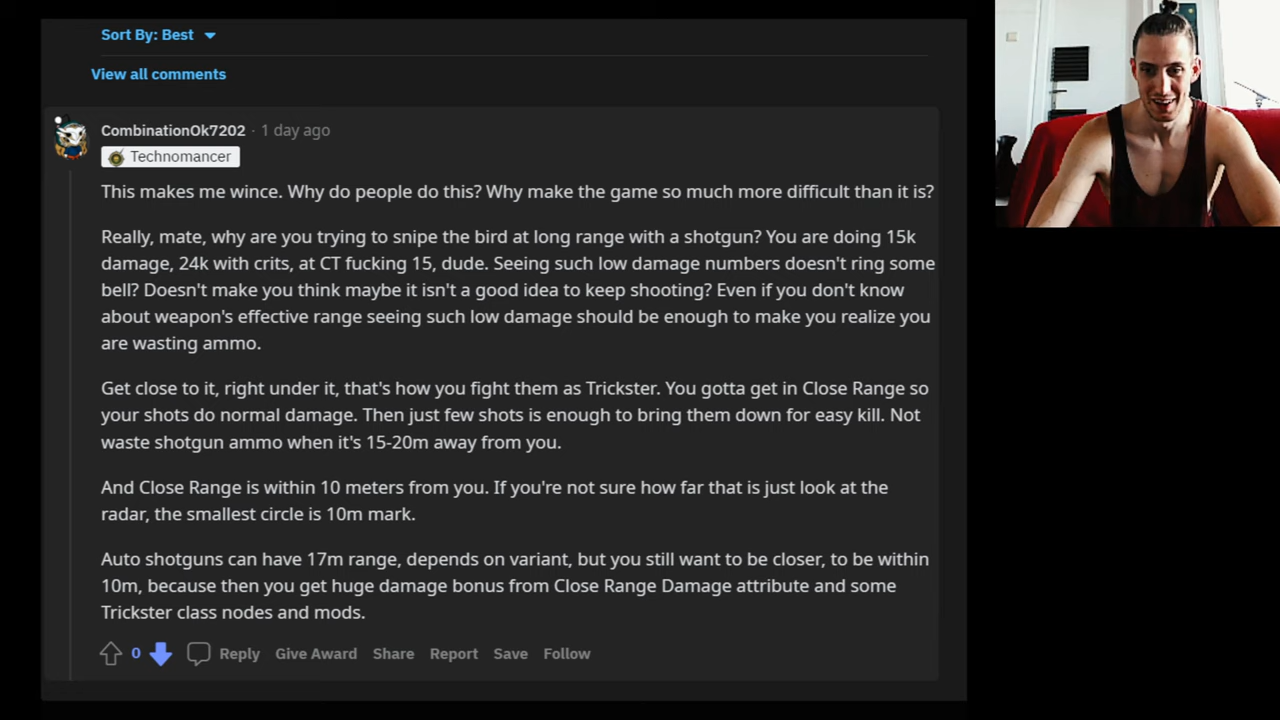 Sort By: Best
View all comments
CombinationOk7202 · 1 day ago
Technomancer
This makes me wince. Why do people do this? Why make the game so much more difficult than it is?
Really, mate, why are you trying to snipe the bird at long range with a shotgun? You are doing 15k
damage, 24k with crits, at CT fucking 15, dude. Seeing such low damage numbers doesn't ring some
bell? Doesn't make you think maybe it isn't a good idea to keep shooting? Even if you don't know
about weapon's effective range seeing such low damage should be enough to make you realize you
are wasting ammo.
Get close to it, right under it, that's how you fight them as Trickster. You gotta get in Close Range so
your shots do normal damage. Then just few shots is enough to bring them down for easy kill. Not
waste shotgun ammo when it's 15-20m away from you.
And Close Range is within 10 meters from you. If you're not sure how far that is just look at the
radar, the smallest circle is 10m mark.
Auto shotguns can have 17m range, depends on variant, but you still want to be closer, to be within
10m, because then you get huge damage bonus from Close Range Damage attribute and some
Trickster class nodes and mods.
0 Reply Give Award Share Report Save Follow